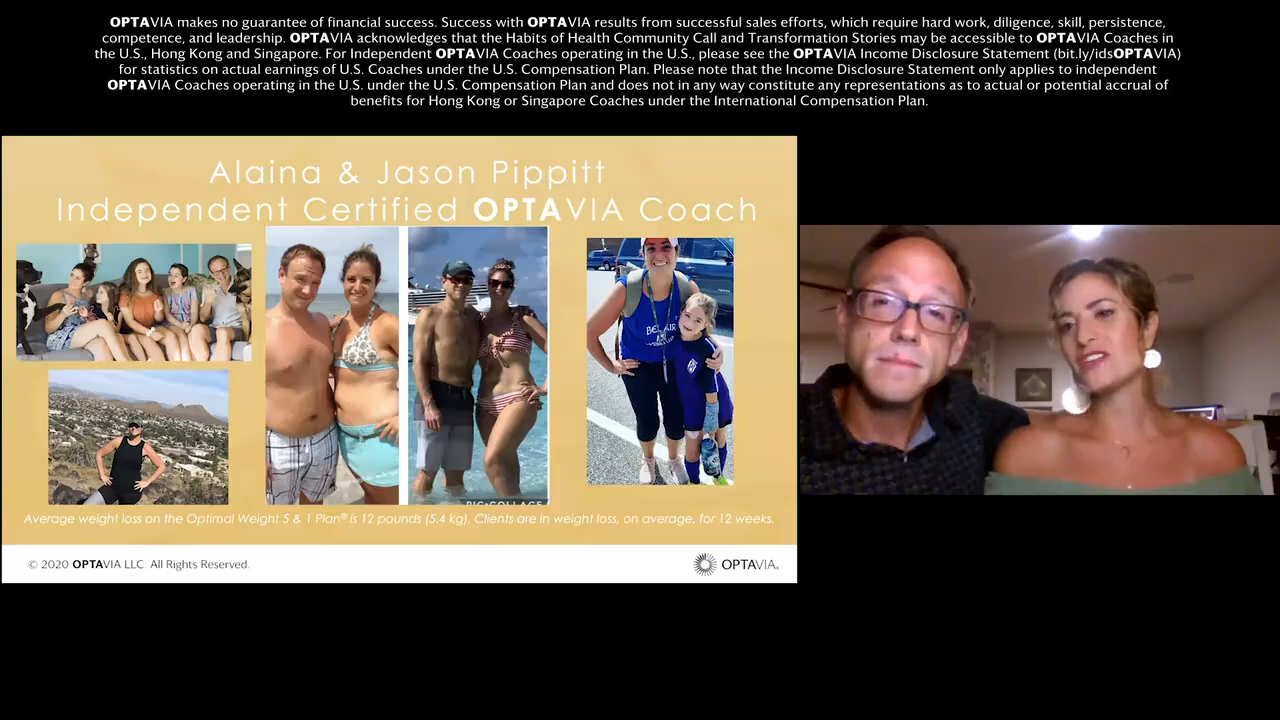 OPTAVIA makes no guarantee of financial success. Success with OPTAVIA results from successful sales efforts, which require hard work, diligence, skill, persistence,
competence, and leadership. OPTAVIA acknowledges that the Habits of Health Community Call and Transformation Stories may be accessible to OPTAVIA Coaches in
the U.S., Hong Kong and Singapore. For Independent OPTAVIA Coaches operating in the U.S., please see the OPTAVIA Income Disclosure Statement (bit.ly/idsOPTAVIA)
for statistics on actual earnings of U.S. Coaches under the U.S. Compensation Plan. Please note that the Income Disclosure Statement only applies to independent
OPTAVIA Coaches operating in the U.S. under the U.S. Compensation Plan and does not in any way constitute any representations as to actual or potential accrual of
benefits for Hong Kong or Singapore Coaches under the International Compensation Plan.
Alaina & Jason Pippitt
Independent Certified OPTAVIA Coach
PIC•COLLAGE
Average weight loss on the Optimal Weight 5 & 1 Plan® is 12 pounds (5.4 kg). Clients are in weight loss, on average, for 12 weeks.
© 2020 OPTAVIA LLC. All Rights Reserved.
OPTAVIA®